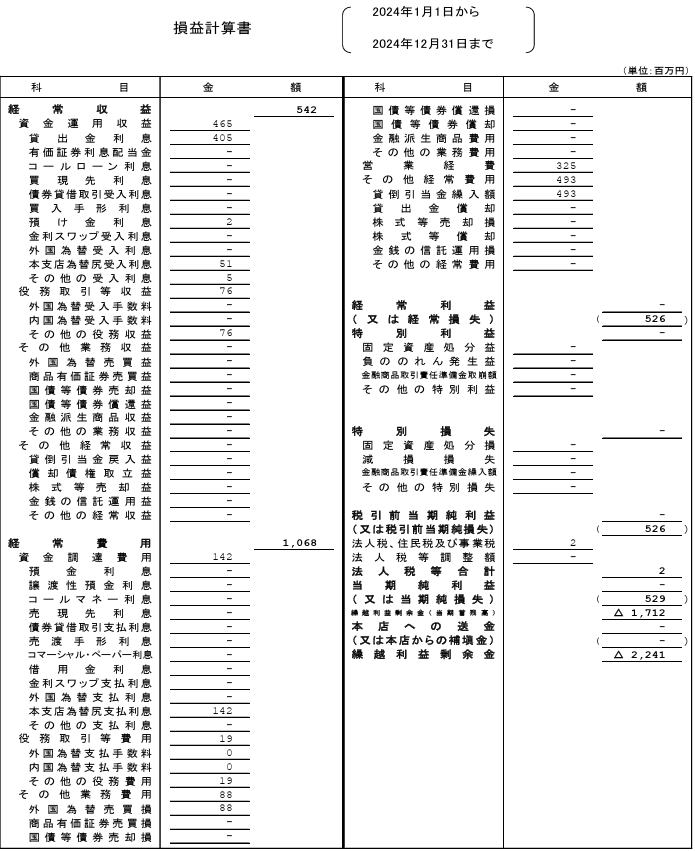 損益計算書
2024年1月1日から
2024年12月31日まで
（単位：百万円）
科 目 金 額
経常収益 542
資金運用収益 465
貸出金利息 405
有価証券利息配当金 -
コールローン利息 -
買現先利息 -
債券貸借取引受入利息 -
買入手形利息 -
預け金利息 2
金利スワップ受入利息 -
外国為替受入利息 -
本支店為替尻受入利息 51
その他の受入利息 5
役務取引等収益 76
外国為替受入手数料 -
内国為替受入手数料 -
その他の役務収益 76
その他業務収益 -
外国為替売買益 -
商品有価証券売買益 -
国債等債券売却益 -
国債等債券償還益 -
金融派生商品収益 -
その他の業務収益 -
その他経常収益 -
貸倒引当金戻入益 -
償却債権取立益 -
株式等売却益 -
金銭の信託運用益 -
その他の経常収益 -
経常費用 1,068
資金調達費用 142
預金利息 -
譲渡性預金利息 -
コールマネー利息 -
売現先利息 -
債券貸借取引支払利息 -
売渡手形利息 -
コマーシャル・ペーパー利息 -
借用金利息 -
金利スワップ支払利息 -
外国為替支払利息 -
本支店為替尻支払利息 142
その他の支払利息 -
役務取引等費用 19
外国為替支払手数料 0
内国為替支払手数料 0
その他の役務費用 19
その他業務費用 88
外国為替売買損 88
商品有価証券売買損 -
国債等債券売却損 -
科 目 金 額
国債等債券償還損 -
国債等債券償却 -
金融派生商品費用 -
その他の業務費用 -
営業経費 325
その他経常費用 493
貸倒引当金繰入額 493
貸出金償却 -
株式等売却損 -
株式等償却 -
金銭の信託運用損 -
その他の経常費用 -
経常利益 -
(又は経常損失) ( 526 )
特別利益 -
固定資産処分益 -
負ののれん発生益 -
金融商品取引責任準備金取崩額 -
その他の特別利益 -
特別損失 -
固定資産処分損 -
減損損失 -
金融商品取引責任準備金繰入額 -
その他の特別損失 -
税引前当期純利益 -
(又は税引前当期純損失) ( 526 )
法人税、住民税及び事業税 2
法人税等調整額 -
法人税等合計 2
当期純利益 -
(又は当期純損失) ( 529 )
繰越利益剰余金(当期首残高) △ 1,712
本店への送金 -
(又は本店からの補填金) ( - )
繰越利益剰余金 △ 2,241